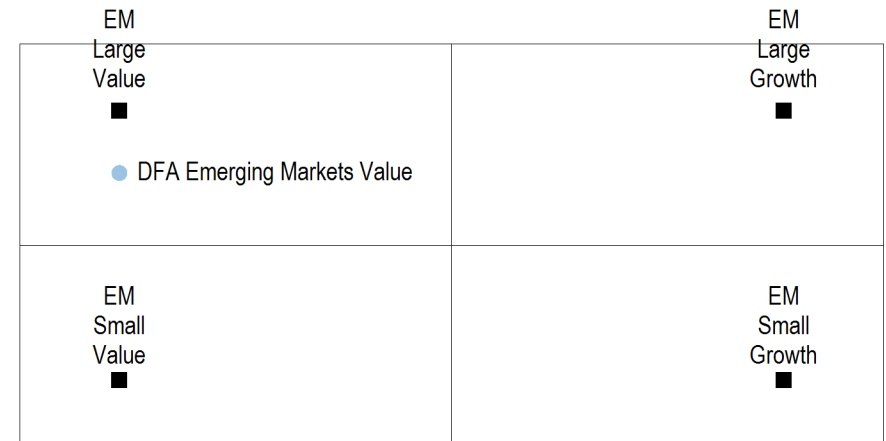 EM
Large
Value
EM
Large
Growth
DFA Emerging Markets Value
EM
Small
Value
EM
Small
Growth